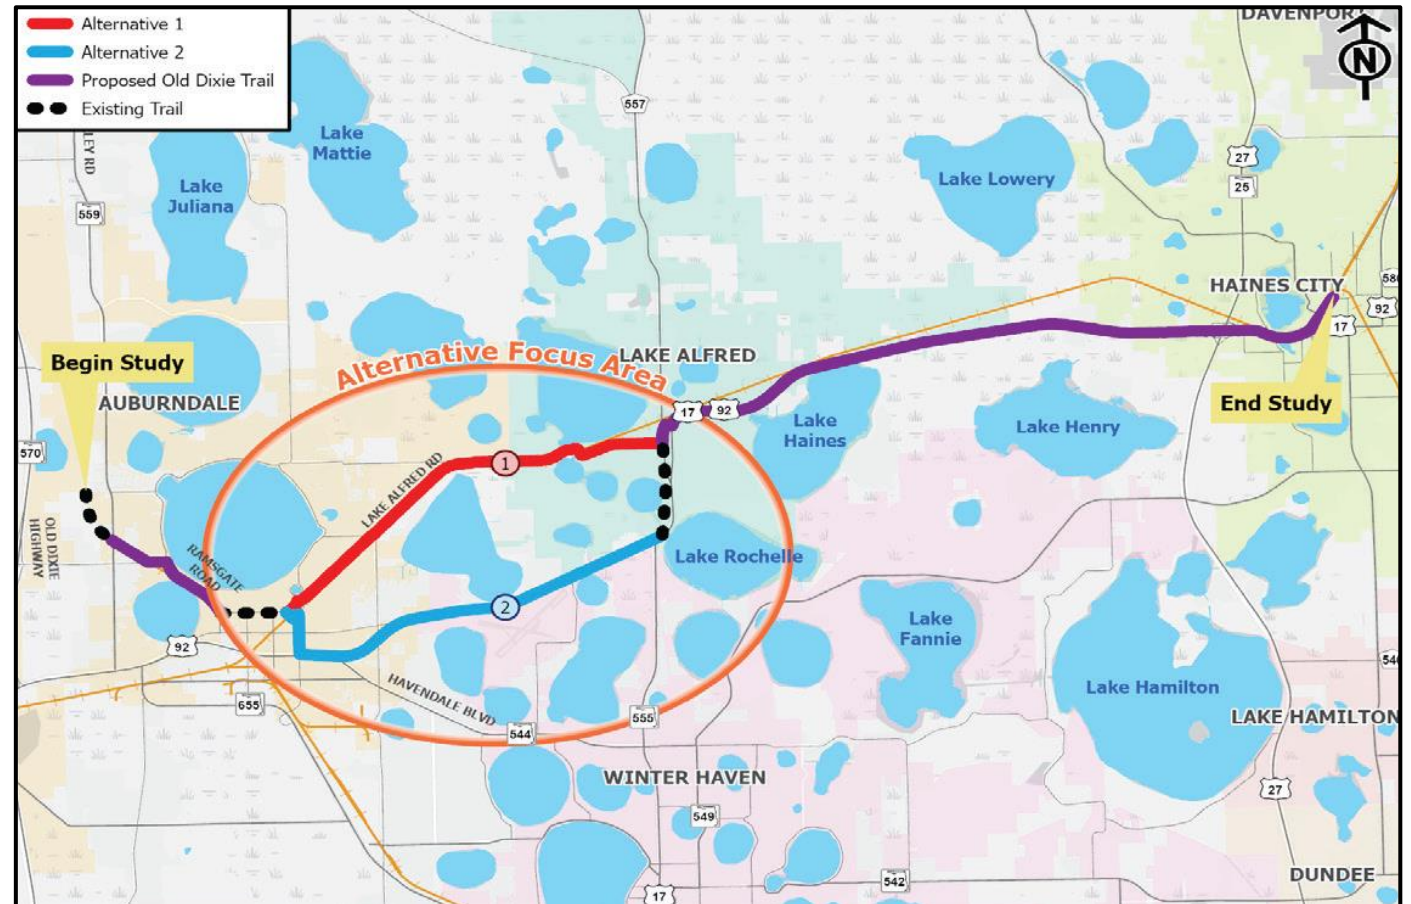 Alternative 1
Alternative 2
Proposed Old Dixie Trail
Existing Trail
DAVENPORT
N
557
Lake
Mattie
LEY RD
Lake
Juliana
559
Lake Lowery
27
25
HAINES CITY
92
17
Begin Study
AUBURNDALE
Alternative Focus Area
LAKE ALFRED
17
92
End Study
Lake
Haines
Lake Henry
570
LAKE ALFRED RD
1
OLD DIXIE
HIGHWAY
RAMSGATE
ROAD
Lake Rochelle
2
92
Lake
Fannie
Lake Hamilton
HAVENDALE BLVD
655
544
555
LAKE HAMILTON
WINTER HAVEN
27
549
542
DUNDEE
17